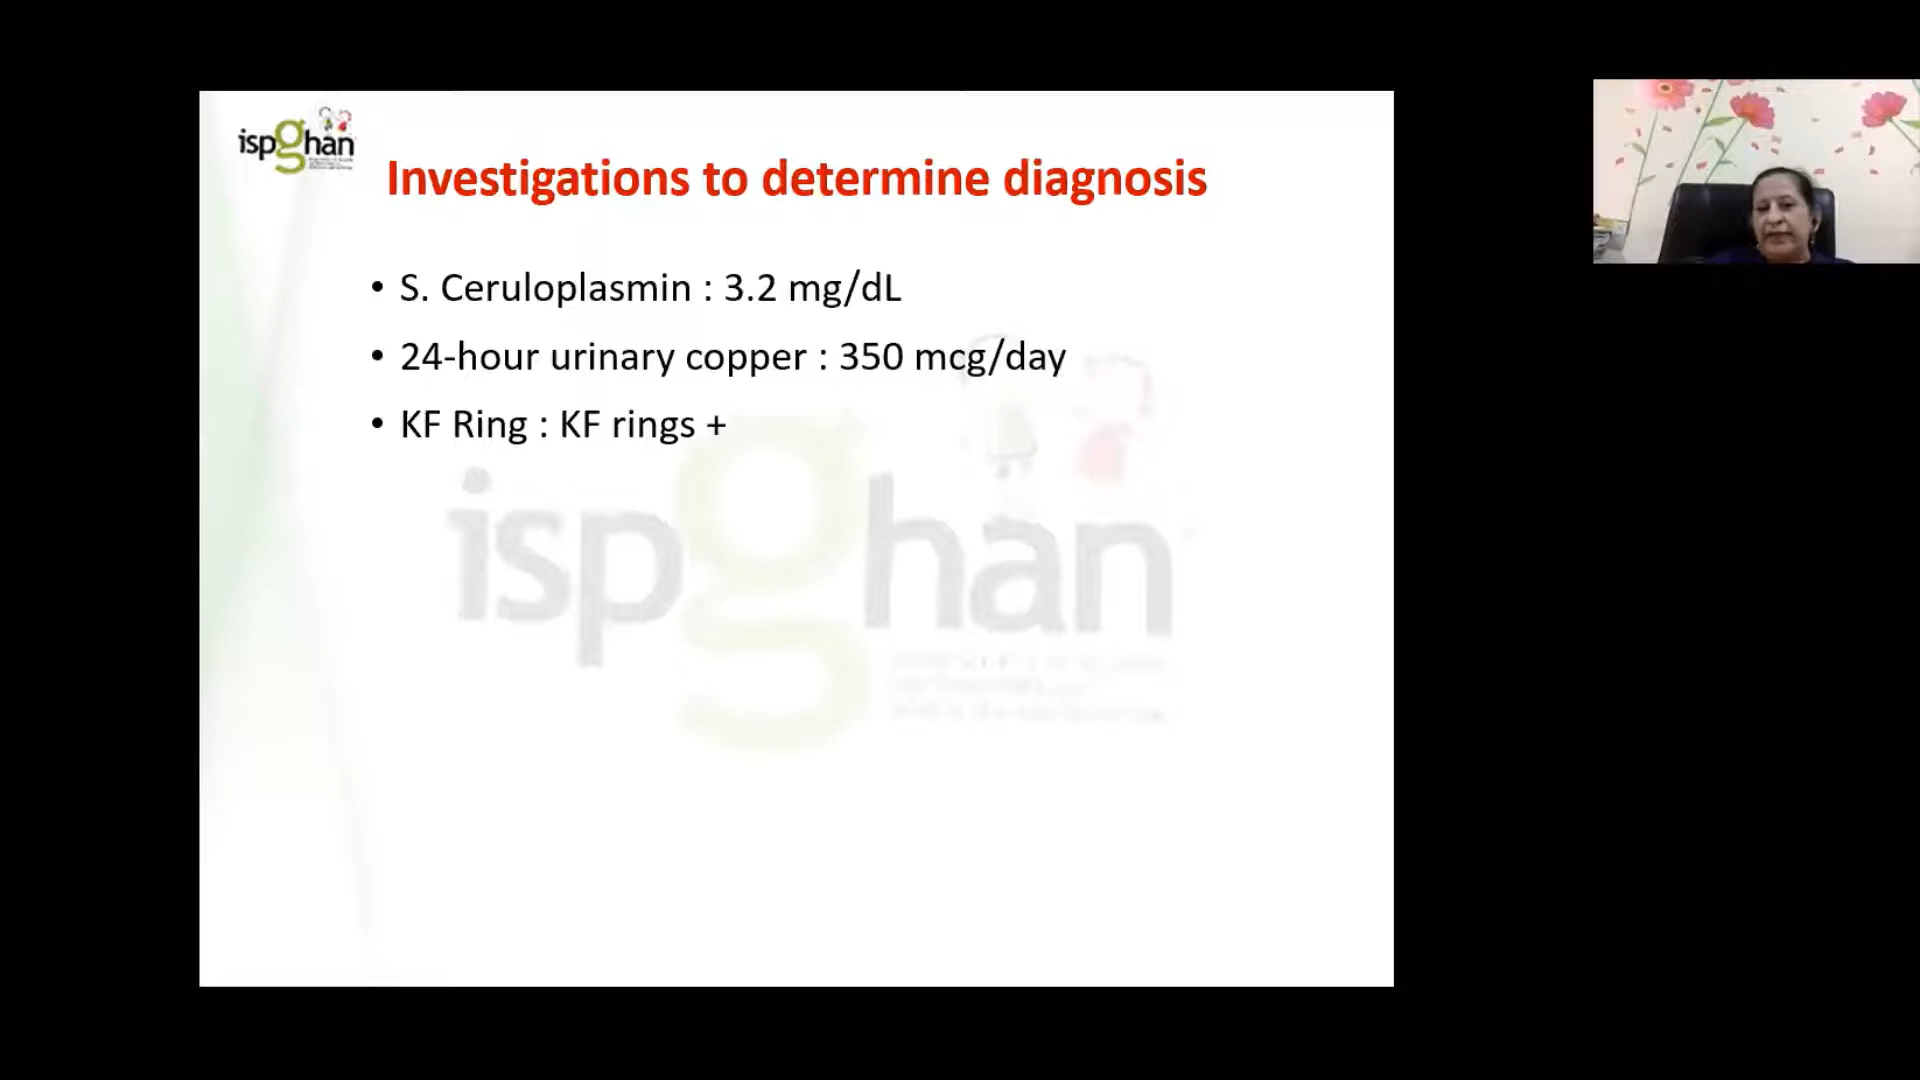 ispghan
Investigations to determine diagnosis
• S. Ceruloplasmin : 3.2 mg/dL
• 24-hour urinary copper : 350 mcg/day
• KF Ring : KF rings +
ispghan